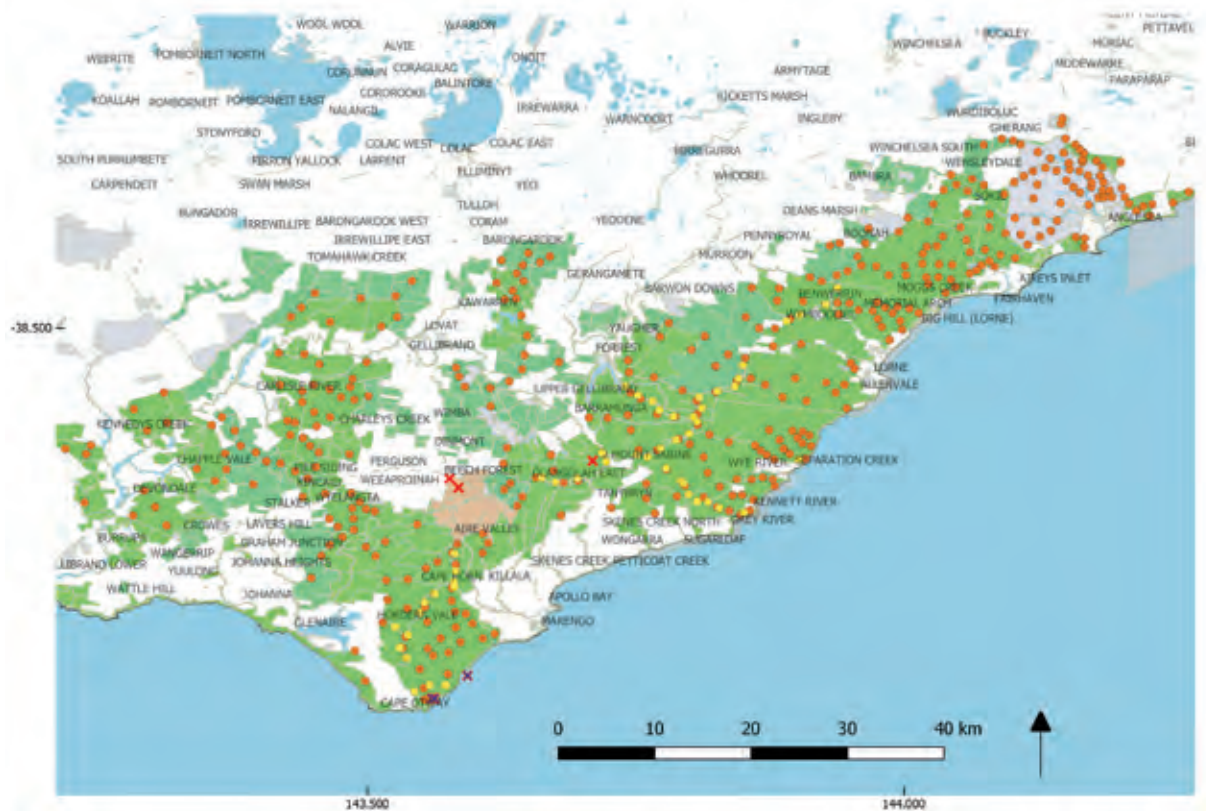 WARRION
WOOL WOOL
PETTAVEL
BUCKLEY
WINCHELSEA
MORIAC
ALVIE
POMBORNEIT NORTH
WEERITE
ONDIT
MODEWARRE
CORAGULAC
CORUNNUN
ARMYTAGE
PARAPARAP
BALINTORE
COROROOKE
KOALLAH
POMBORNEIT
POMBORNEIT EAST
NALANGIL
IRREWARRA
RICKETTS MARSH
WURDIBOLUC
WARNCOORT
INGLEBY
GHERANG
STONYFORD
COLAC WEST
COLAC
COLAC EAST
BIRREGURRA
WINCHELSEA SOUTH
SOUTH PURRUMBETE
PIRRON YALLOCK
LARPENT
WENSLEYDALE
ELLIMINYT
WHOOREL
BAMBRA
CARPENDEIT
SWAN MARSH
YEO
TULLOH
DEANS MARSH
BUNGADOR
IRREWILLIPE
BARONGAROOK WEST
CORAM
YEODENE
ANGLESEA
PENNYROYAL
BOONAH
IRREWILLIPE EAST
BARONGAROOK
TOMAHAWK CREEK
MURROON
GERANGAMETE
AIREYS INLET
BARWON DOWNS
MOGGS CREEK
BENWERRIN
FAIRHAVEN
KAWARREN
MEMORIAL ARCH
WYMBOOLIEL
BIG HILL (LORNE)
-38.500
LOVAT
YAUGHER
GELLIBRAND
FORREST
LORNE
CARLISLE RIVER
UPPER GELLIBRAND
ALLENVALE
BARRAMUNGA
WIMBA
CHARLEYS CREEK
KENNEDYS CREEK
DINMONT
MOUNT SABINE
CHAPPLE VALE
FERGUSON
WYE RIVER
SEPARATION CREEK
BEECH FOREST
OLANGOLAH EAST
WEEAPROINAH
KINCAID
DEVONDALE
TANYBRYN
WYELANGTA
STALKER
KENNETT RIVER
CROWES
LAVERS HILL
SKENES CREEK NORTH
GREY RIVER
AIRE VALLEY
BURRUPS
GRAHAM JUNCTION
WONGARRA
SUGARLOAF
WANGERRIP
JOHANNA HEIGHTS
SKENES CREEK
PETTICOAT CREEK
LIBRAND LOWER
YUULONG
CAPE HORN
KILLALA
WATTLE HILL
JOHANNA
APOLLO BAY
HORDERN VALE
GLENAIRE
MARENGO
CAPE OTWAY
0 10 20 30 40 km
143.500
144.000